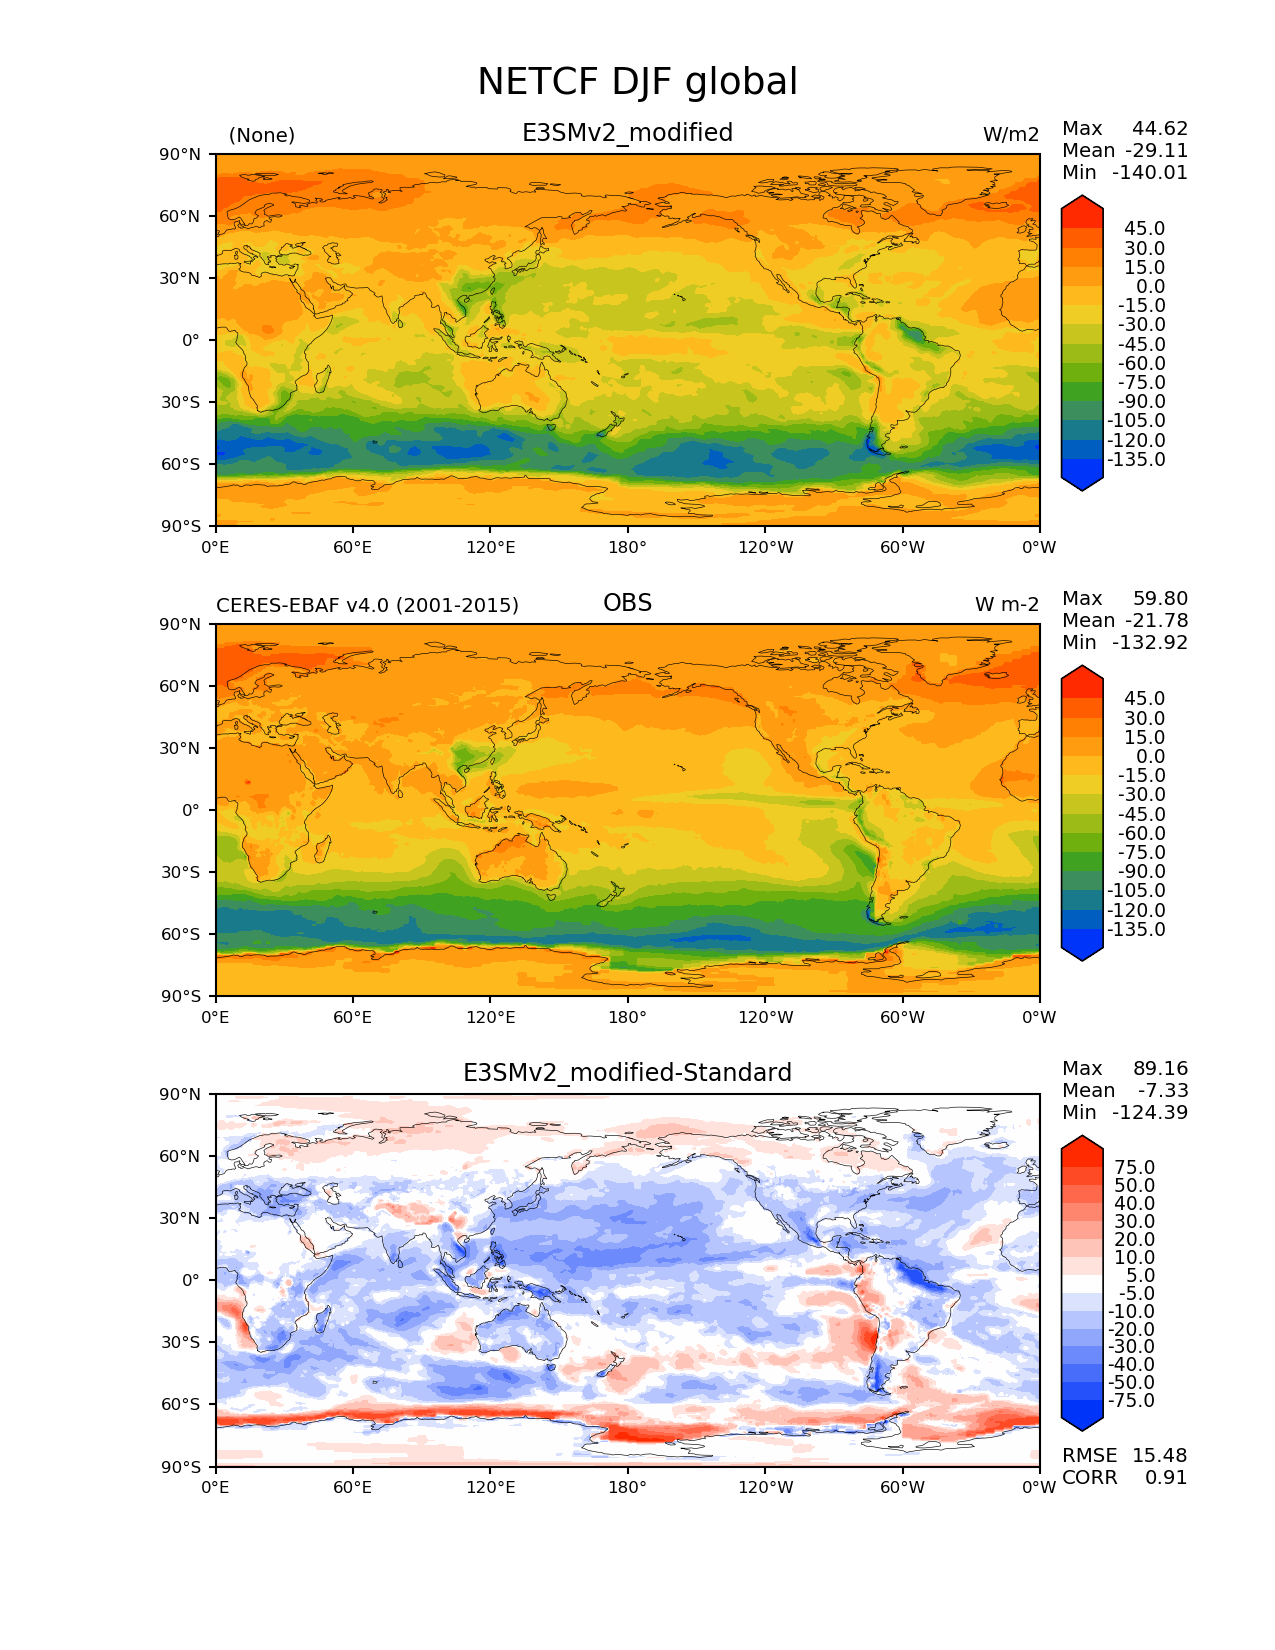 NETCF DJF global
(None) E3SMv2_modified W/m2
Max 44.62
Mean -29.11
Min -140.01
90°N
60°N
30°N
0°
30°S
60°S
90°S
0°E 60°E 120°E 180° 120°W 60°W 0°W
45.0
30.0
15.0
0.0
-15.0
-30.0
-45.0
-60.0
-75.0
-90.0
-105.0
-120.0
-135.0
CERES-EBAF v4.0 (2001-2015) OBS W m-2
Max 59.80
Mean -21.78
Min -132.92
90°N
60°N
30°N
0°
30°S
60°S
90°S
0°E 60°E 120°E 180° 120°W 60°W 0°W
45.0
30.0
15.0
0.0
-15.0
-30.0
-45.0
-60.0
-75.0
-90.0
-105.0
-120.0
-135.0
E3SMv2_modified-Standard
Max 89.16
Mean -7.33
Min -124.39
90°N
60°N
30°N
0°
30°S
60°S
90°S
0°E 60°E 120°E 180° 120°W 60°W 0°W
75.0
50.0
40.0
30.0
20.0
10.0
5.0
-5.0
-10.0
-20.0
-30.0
-40.0
-50.0
-75.0
RMSE 15.48
CORR 0.91